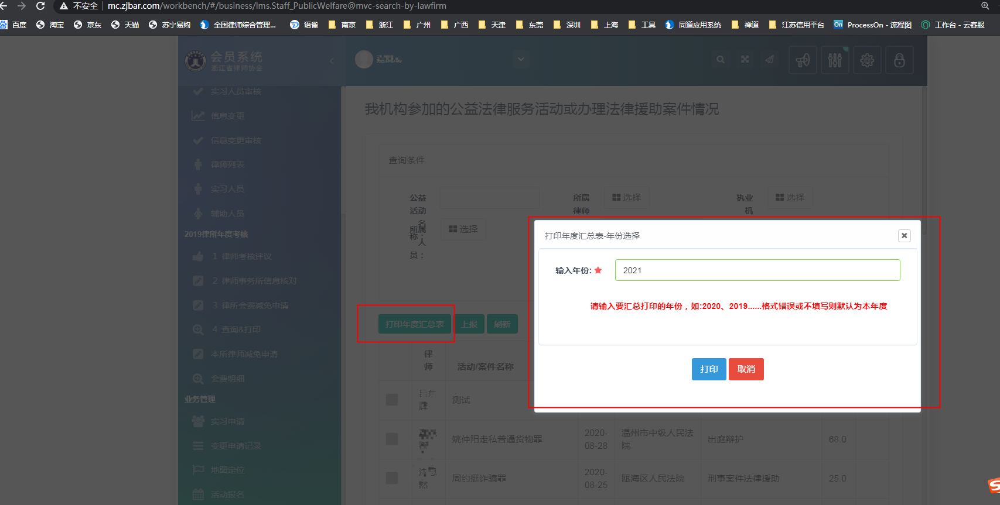 不安全 mc.zjbar.com/workbench/#/business/lms.Staff_PublicWelfare@mvc-search-by-lawfirm
百度 淘宝 京东 天猫 苏宁易购 全国律师综合管理... 语雀 南京 浙江 广州 广西 天津 东莞 深圳 上海 工具 同道应用系统 禅道 江苏信用平台 On ProcessOn - 流程图 工作台 - 云客服
会员系统
浙江省律师协会
实习人员审核
信息变更
信息变更审核
律师列表
实习人员
辅助人员
2019律所年度考核
1 律师考核评议
2 律师事务所信息核对
3 律所会费减免申请
4 查询&打印
本所律师减免申请
会费明细
业务管理
实习申请
变更申请记录
地图定位
活动报名
我机构参加的公益法律服务活动或办理法律援助案件情况
查询条件
公益活动名称：
所属律师 选择
执业机 选择
所属人员： 选择
打印年度汇总表 上报 刷新
律师 活动/案件名称
测试
姚仲阳走私普通货物罪 2020-08-28 温州市中级人民法院 出庭辩护 68.0
周约挺诈骗罪 2020-08-25 瓯海区人民法院 刑事案件法律援助 25.0
打印年度汇总表-年份选择
输入年份: 2021
请输入要汇总打印的年份，如:2020、2019......格式错误或不填写则默认为本年度
打印 取消